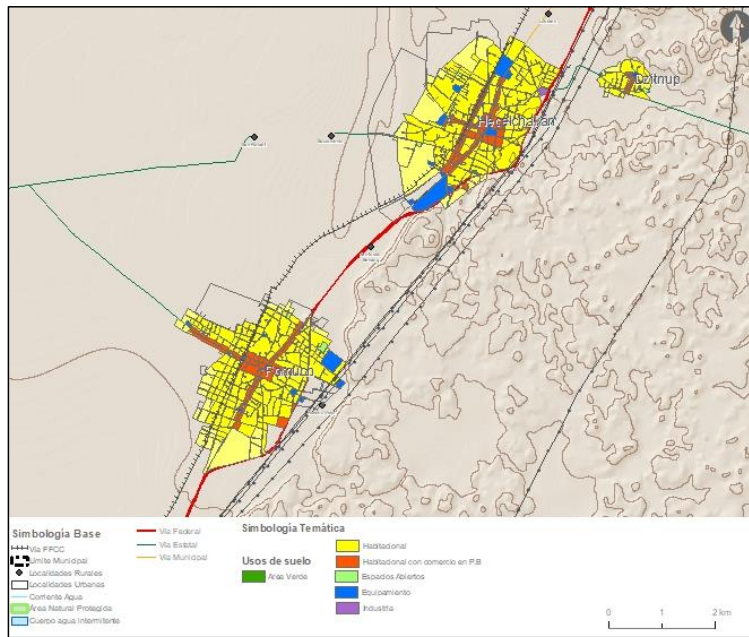 Dzitnup
Hecelchakán
Pomuch
Simbología Base
Vía FFCC
Límite Municipal
Localidades Rurales
Localidades Urbanas
Corriente Agua
Área Natural Protegida
Cuerpo agua intermitente
Vía Federal
Vía Estatal
Vía Municipal
Simbología Temática
Usos de suelo
Área Verde
Habitacional
Habitacional con comercio en P.B
Espacios Abiertos
Equipamiento
Industria
0 1 2 km